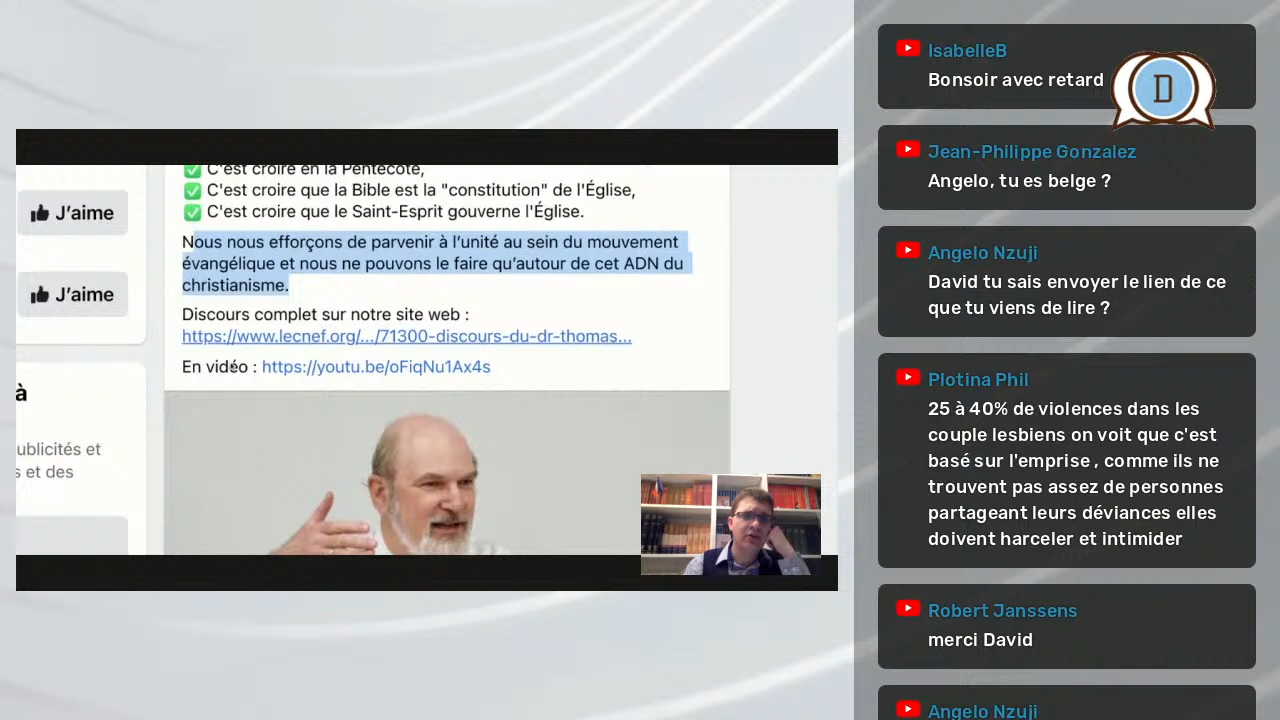 C'est croire en la Pentecôte,
C'est croire que la Bible est la "constitution" de l'Église,
C'est croire que le Saint-Esprit gouverne l'Église.
Nous nous efforçons de parvenir à l’unité au sein du mouvement
évangélique et nous ne pouvons le faire qu’autour de cet ADN du
christianisme.
Discours complet sur notre site web :
https://www.lecnef.org/.../71300-discours-du-dr-thomas...
En vidéo : https://youtu.be/oFiqNu1Ax4s
J’aime
J’aime
à
ublicités et
s et des
IsabelleB
Bonsoir avec retard
D
Jean-Philippe Gonzalez
Angelo, tu es belge ?
Angelo Nzuji
David tu sais envoyer le lien de ce
que tu viens de lire ?
Plotina Phil
25 à 40% de violences dans les
couple lesbiens on voit que c'est
basé sur l'emprise , comme ils ne
trouvent pas assez de personnes
partageant leurs déviances elles
doivent harceler et intimider
Robert Janssens
merci David
Angelo Nzuji